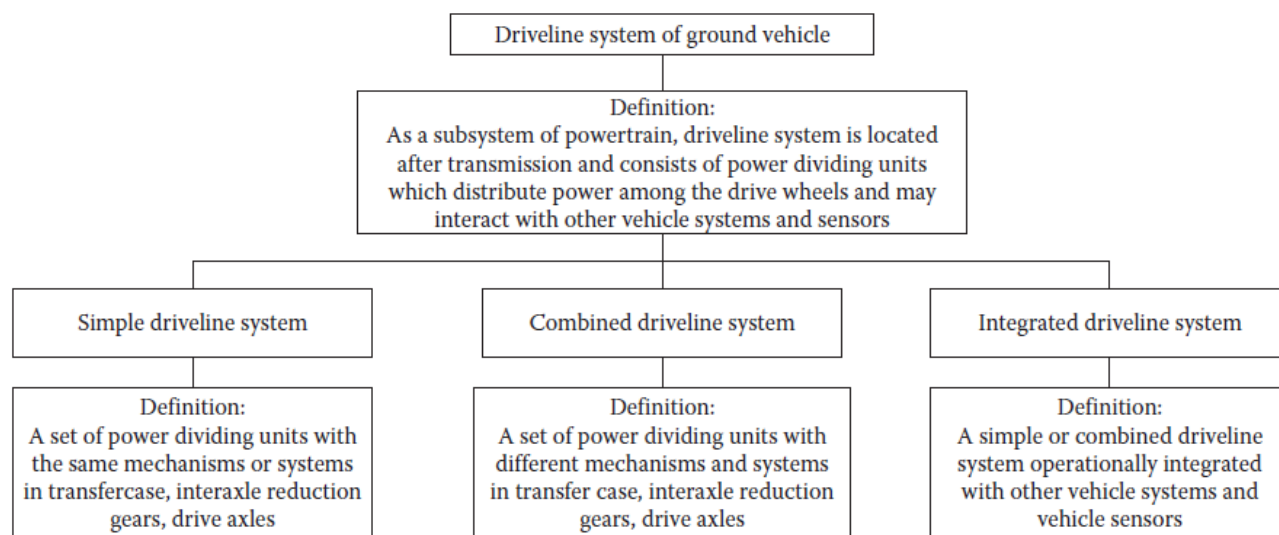 Driveline system of ground vehicle
Definition:
As a subsystem of powertrain, driveline system is located
after transmission and consists of power dividing units
which distribute power among the drive wheels and may
interact with other vehicle systems and sensors
Simple driveline system
Combined driveline system
Integrated driveline system
Definition:
A set of power dividing units with
the same mechanisms or systems
in transfercase, interaxle reduction
gears, drive axles
Definition:
A set of power dividing units with
different mechanisms and systems
in transfer case, interaxle reduction
gears, drive axles
Definition:
A simple or combined driveline
system operationally integrated
with other vehicle systems and
vehicle sensors